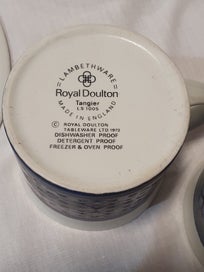 =LAMBETHWARE=
Royal Doulton
Tangier
LS 1005
MADE IN ENGLAND
© ROYAL DOULTON
TABLEWARE LTD 1972
DISHWASHER PROOF
DETERGENT PROOF
FREEZER & OVEN PROOF